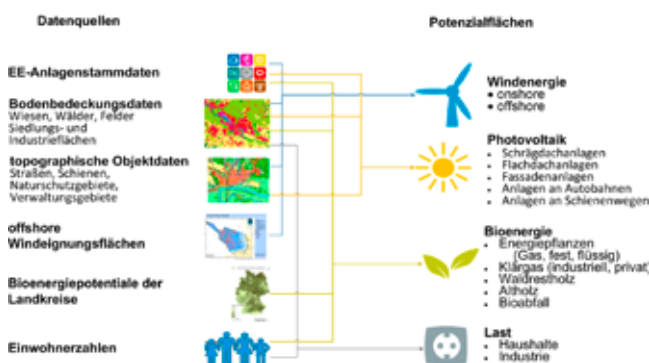 Datenquellen
EE-Anlagenstammdaten
Bodenbedeckungsdaten
Wiesen, Wälder, Felder
Siedlungs- und
Industrieflächen
topographische Objektdaten
Straßen, Schienen,
Naturschutzgebiete,
Verwaltungsgebiete
offshore
Windeignungsflächen
Bioenergiepotentiale der
Landkreise
Einwohnerzahlen
Potenzialflächen
Windenergie
• onshore
• offshore
Photovoltaik
• Schrägdachanlagen
• Flachdachanlagen
• Fassadenanlagen
• Anlagen an Autobahnen
• Anlagen an Schienenwegen
Bioenergie
• Energiepflanzen
(Gas, fest, flüssig)
• Klärgas (industriell, privat)
• Waldrestholz
• Altholz
• Bioabfall
Last
• Haushalte
• Industrie